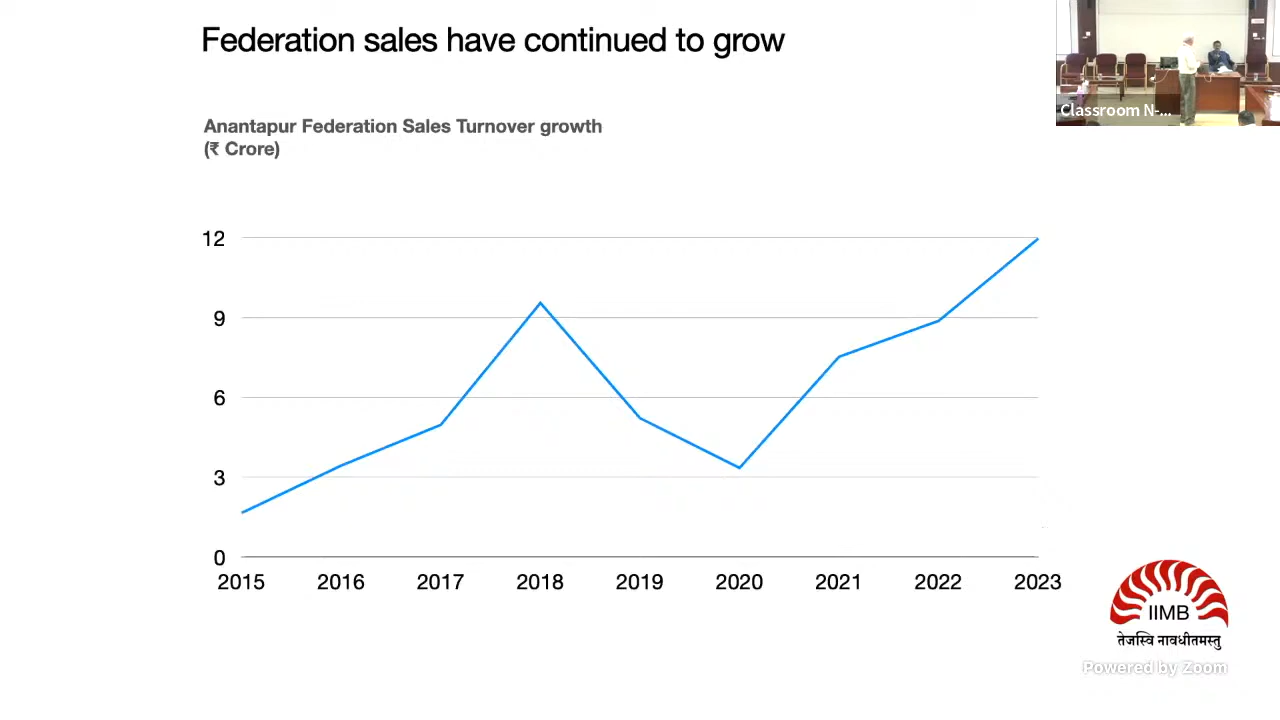 Federation sales have continued to grow
Classroom N-...
Anantapur Federation Sales Turnover growth
(₹ Crore)
12
9
6
3
0
2015 2016 2017 2018 2019 2020 2021 2022 2023
IIMB
तेजस्वि नावधीतमस्तु
Powered by Zoom